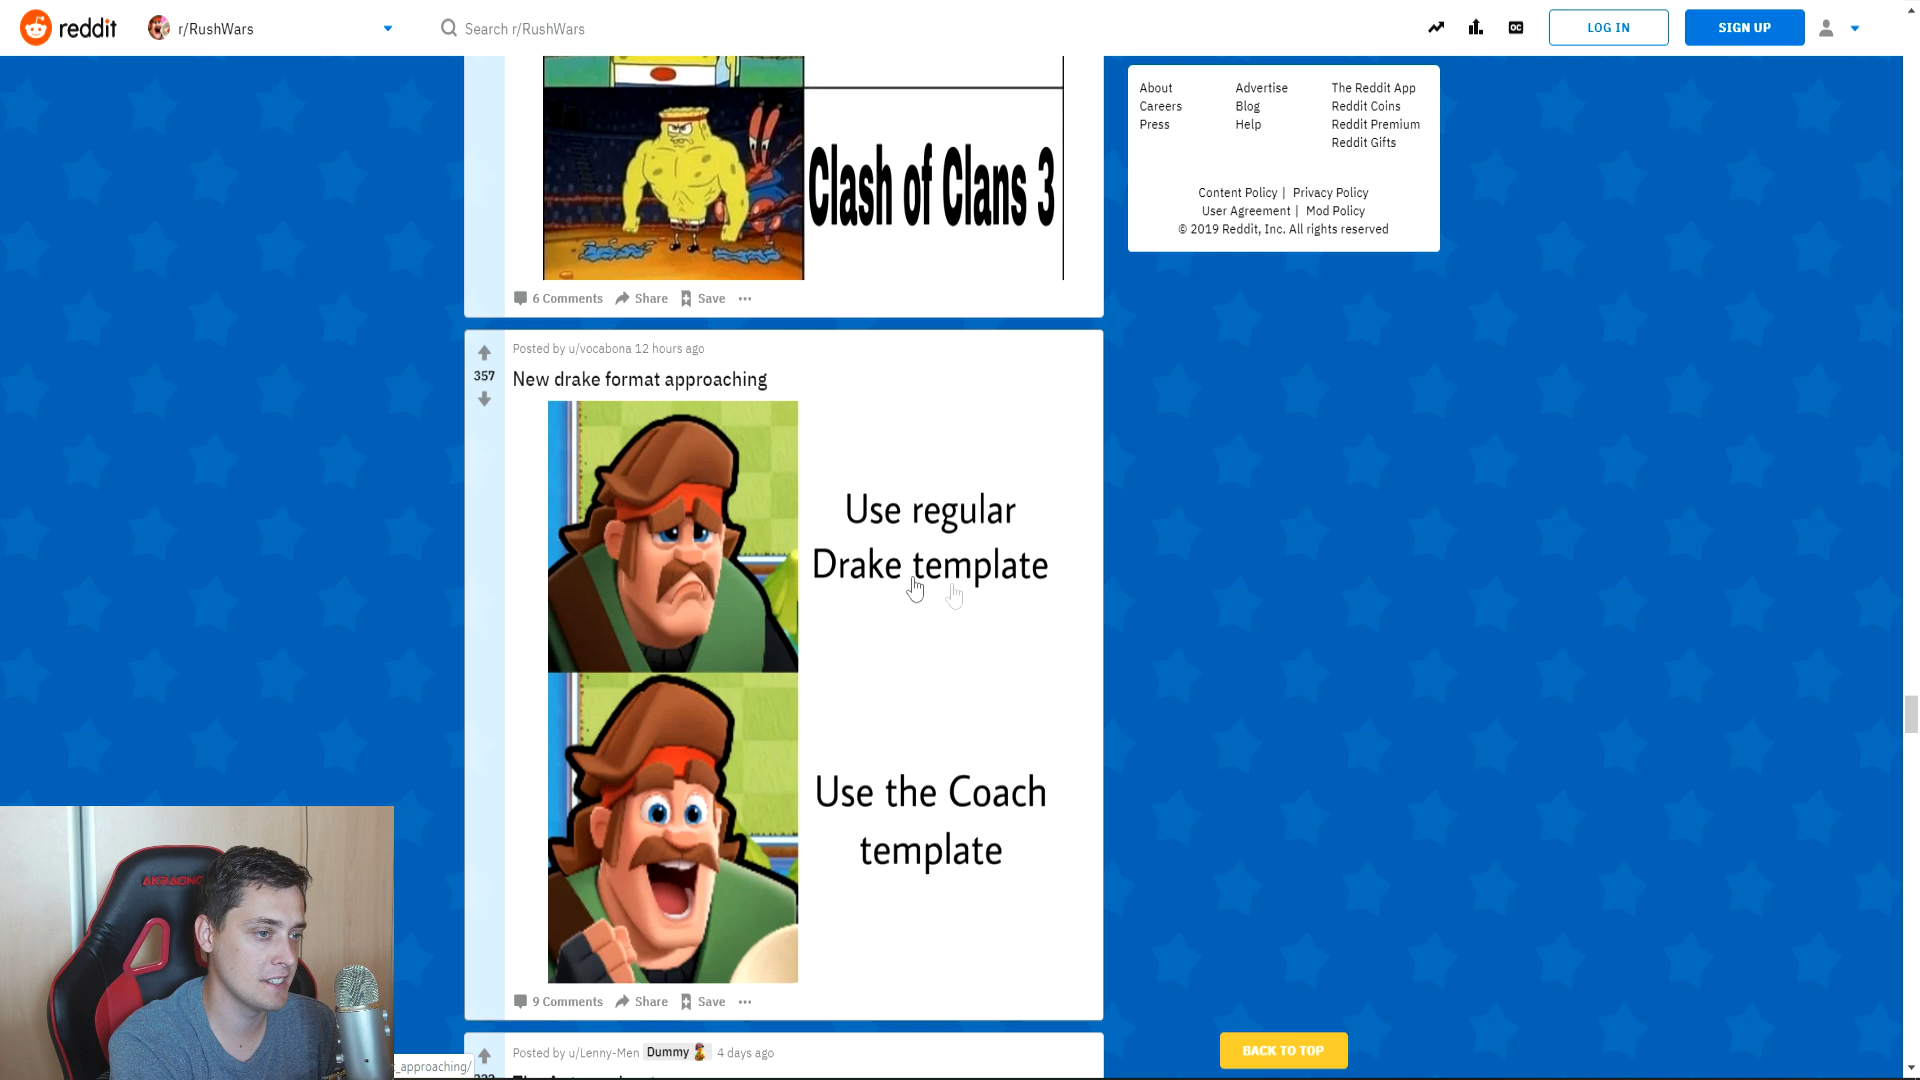 reddit
r/RushWars
Search r/RushWars
LOG IN
SIGN UP
About
Advertise
The Reddit App
Careers
Blog
Reddit Coins
Press
Help
Reddit Premium
Reddit Gifts
Content Policy | Privacy Policy
User Agreement | Mod Policy
© 2019 Reddit, Inc. All rights reserved
Clash of Clans 3
6 Comments Share Save
Posted by u/vocabona 12 hours ago
357
New drake format approaching
Use regular
Drake template
Use the Coach
template
9 Comments Share Save
AKRACING
_approaching/
Posted by u/Lenny-Men Dummy 4 days ago
BACK TO TOP